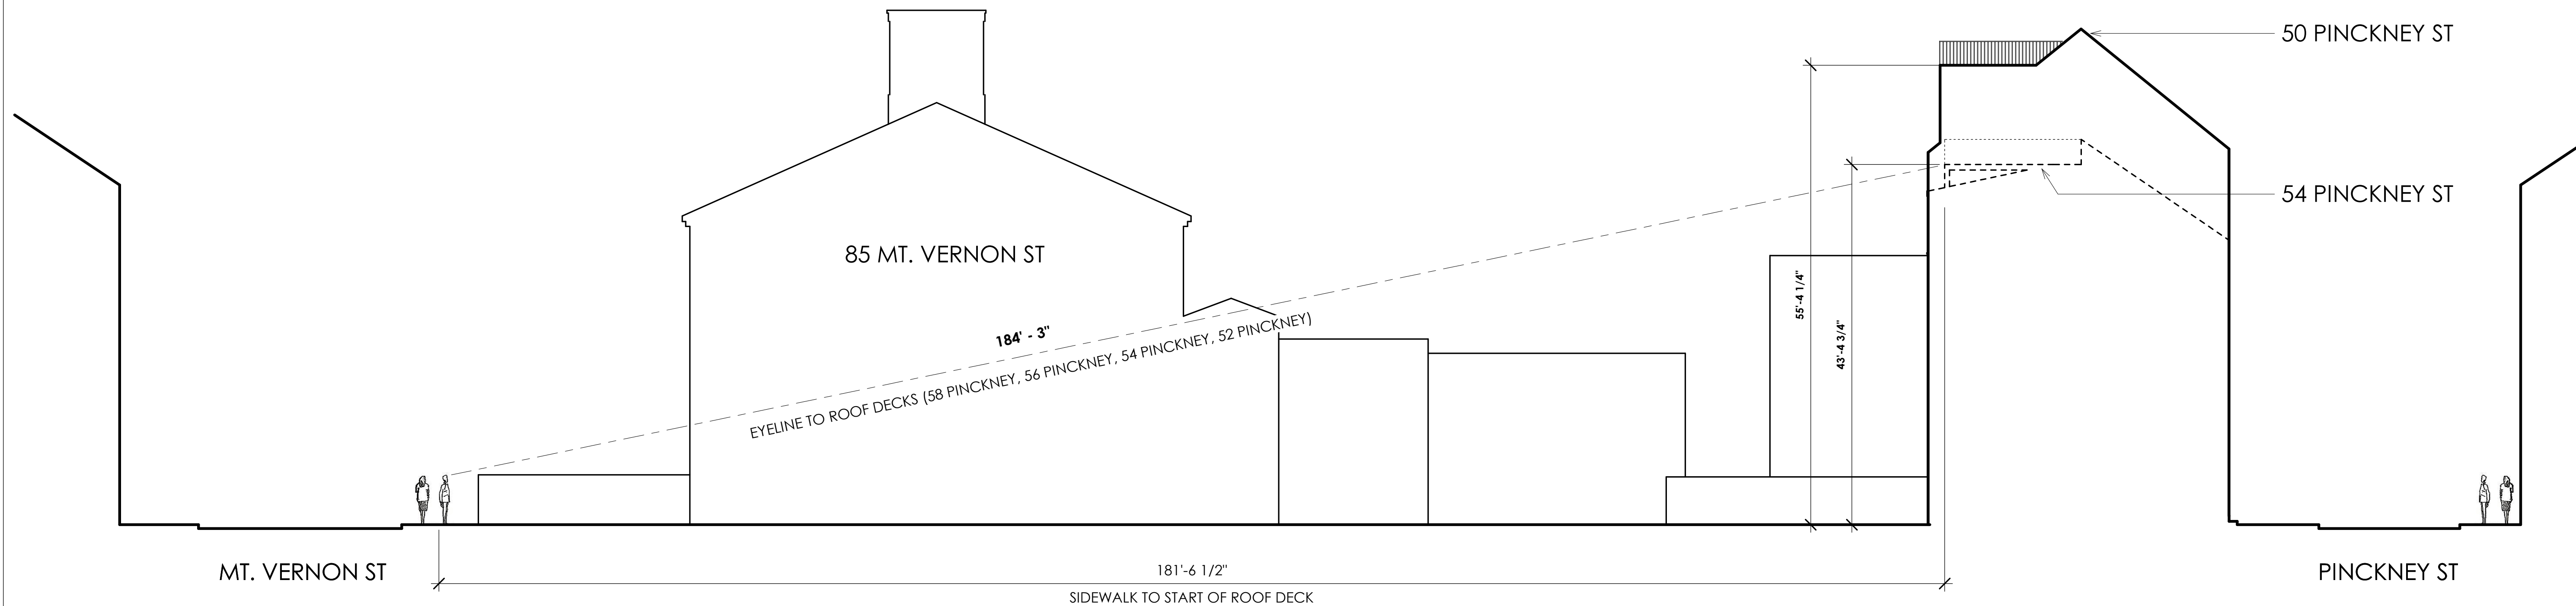 50 PINCKNEY ST
54 PINCKNEY ST
85 MT. VERNON ST
184' - 3"
EYELINE TO ROOF DECKS (58 PINCKNEY, 56 PINCKNEY, 54 PINCKNEY, 52 PINCKNEY)
55'-4 1/4"
43'-4 3/4"
MT. VERNON ST
181'-6 1/2"
SIDEWALK TO START OF ROOF DECK
PINCKNEY ST